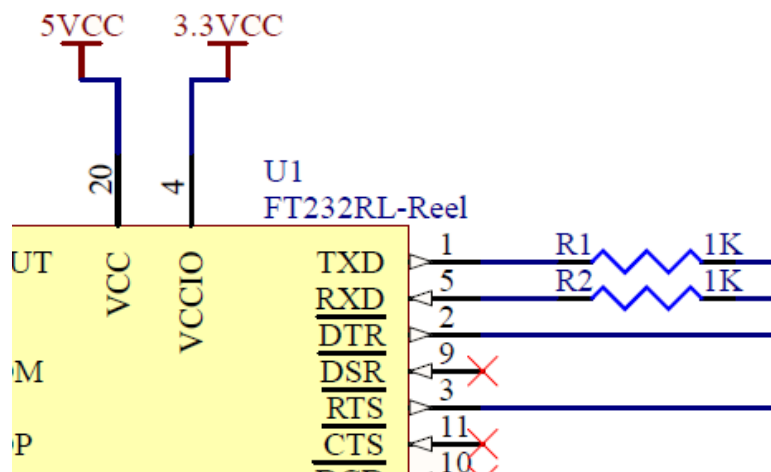 5VCC 3.3VCC
20 4
U1
FT232RL-Reel
UT VCC VCCIO TXD 1 R1 1K
RXD 5 R2 1K
DTR 2
M DSR 9
RTS 3
P CTS 11
10